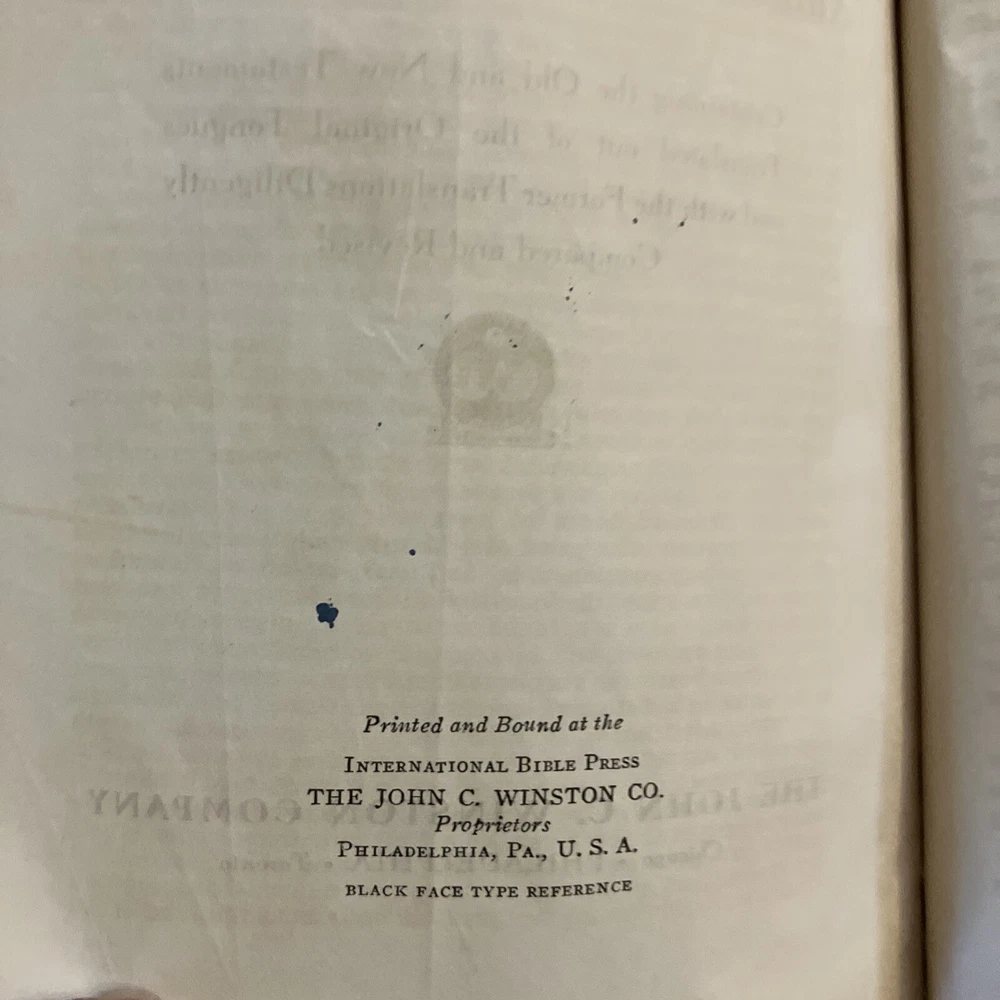 Printed and Bound at the
INTERNATIONAL BIBLE PRESS
THE JOHN C. WINSTON CO.
Proprietors
PHILADELPHIA, PA., U. S. A.
BLACK FACE TYPE REFERENCE